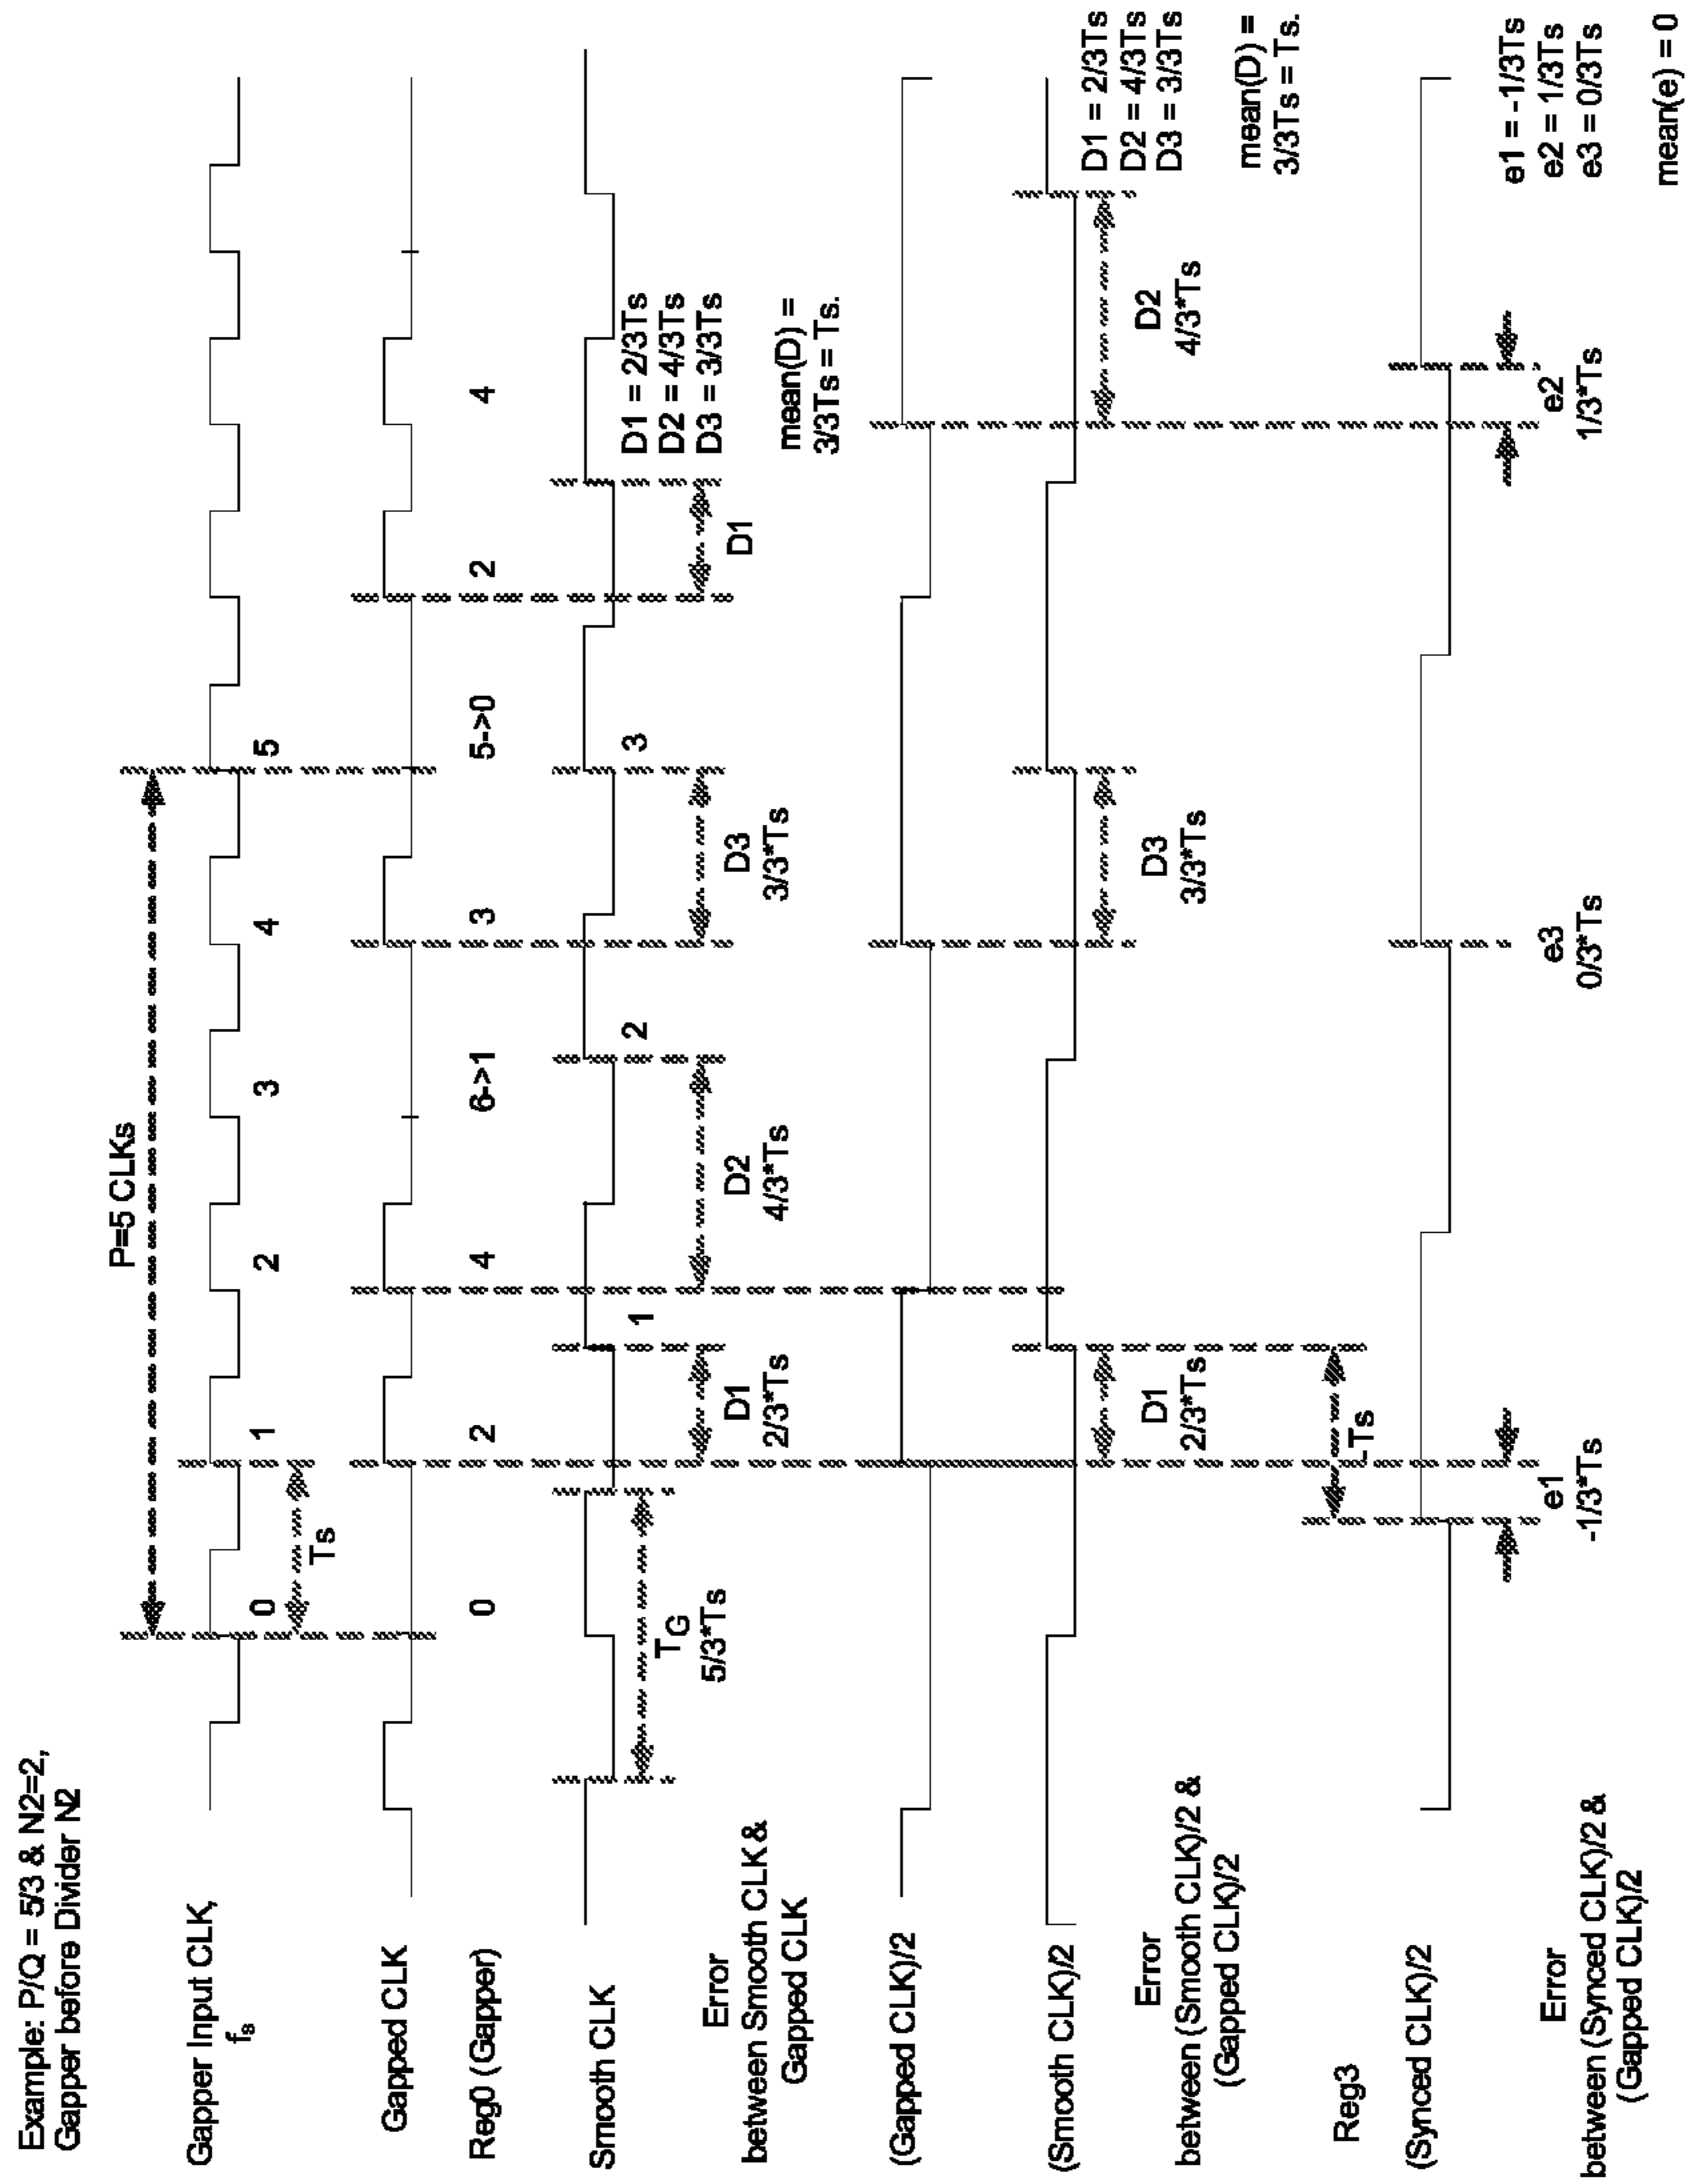 Example: P/Q = 5/3 & N2=2,
Gapper before Divider N2
P=5 CLKs
Gapper Input CLK,
fs
0
1
2
3
4
5
Ts
Gapped CLK
Reg0 (Gapper)
0
2
4
6->1
3
5->0
2
4
Smooth CLK
1
2
3
TG
5/3*Ts
D1 = 2/3Ts
D2 = 4/3Ts
D3 = 3/3Ts
mean(D) =
3/3Ts = Ts.
Error
between Smooth CLK &
Gapped CLK
D1
2/3*Ts
D2
4/3*Ts
D3
3/3*Ts
D1
(Gapped CLK)/2
(Smooth CLK)/2
D1 = 2/3Ts
D2 = 4/3Ts
D3 = 3/3Ts
mean(D) =
3/3Ts = Ts.
Error
between (Smooth CLK)/2 &
(Gapped CLK)/2
D1
2/3*Ts
D3
3/3*Ts
D2
4/3*Ts
Reg3
-Ts
(Synced CLK)/2
Error
between (Synced CLK)/2 &
(Gapped CLK)/2
e1
-1/3*Ts
e3
0/3*Ts
e2
1/3*Ts
e1 = -1/3Ts
e2 = 1/3Ts
e3 = 0/3Ts
mean(e) = 0